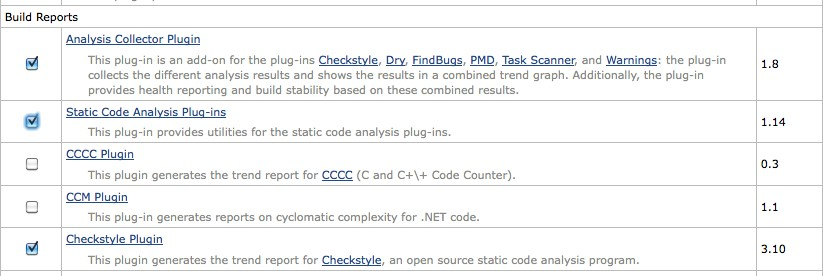 Build Reports
Analysis Collector Plugin
This plug-in is an add-on for the plug-ins Checkstyle, Dry, FindBugs, PMD, Task Scanner, and Warnings: the plug-in
collects the different analysis results and shows the results in a combined trend graph. Additionally, the plug-in
provides health reporting and build stability based on these combined results.
1.8
Static Code Analysis Plug-ins
This plug-in provides utilities for the static code analysis plug-ins.
1.14
CCCC Plugin
This plugin generates the trend report for CCCC (C and C+\+ Code Counter).
0.3
CCM Plugin
This plug-in generates reports on cyclomatic complexity for .NET code.
1.1
Checkstyle Plugin
This plugin generates the trend report for Checkstyle, an open source static code analysis program.
3.10